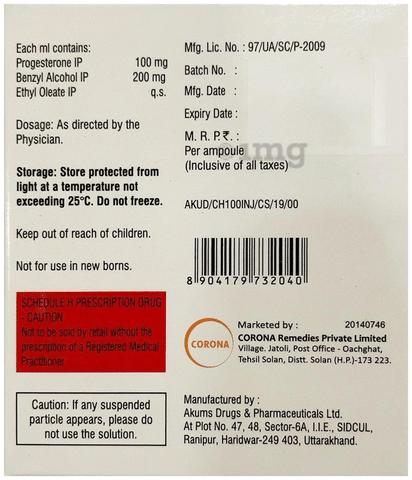 Each ml contains:
Progesterone IP 100 mg
Benzyl Alcohol IP 200 mg
Ethyl Oleate IP q.s.
Dosage: As directed by the
Physician.
Storage: Store protected from
light at a temperature not
exceeding 25°C. Do not freeze.
Keep out of reach of children.
Not for use in new borns.
SCHEDULE H PRESCRIPTION DRUG
- CAUTION
Not to be sold by retail without the
prescription of a Registered Medical
Practitioner.
Caution: If any suspended
particle appears, please do
not use the solution.
Mfg. Lic. No. : 97/UA/SC/P-2009
Batch No. :
Mfg. Date :
Expiry Date :
M. R. P. ₹. :
Per ampoule
(Inclusive of all taxes)
AKUD/CH100INJ/CS/19/00
8 904179 732040
Marketed by : 20140746
CORONA
CORONA Remedies Private Limited
Village. Jatoli, Post Office - Oachghat,
Tehsil Solan, Distt. Solan (H.P.)-173 223.
Manufactured by :
Akums Drugs & Pharmaceuticals Ltd.
At Plot No. 47, 48, Sector-6A, I.I.E., SIDCUL,
Ranipur, Haridwar-249 403, Uttarakhand.